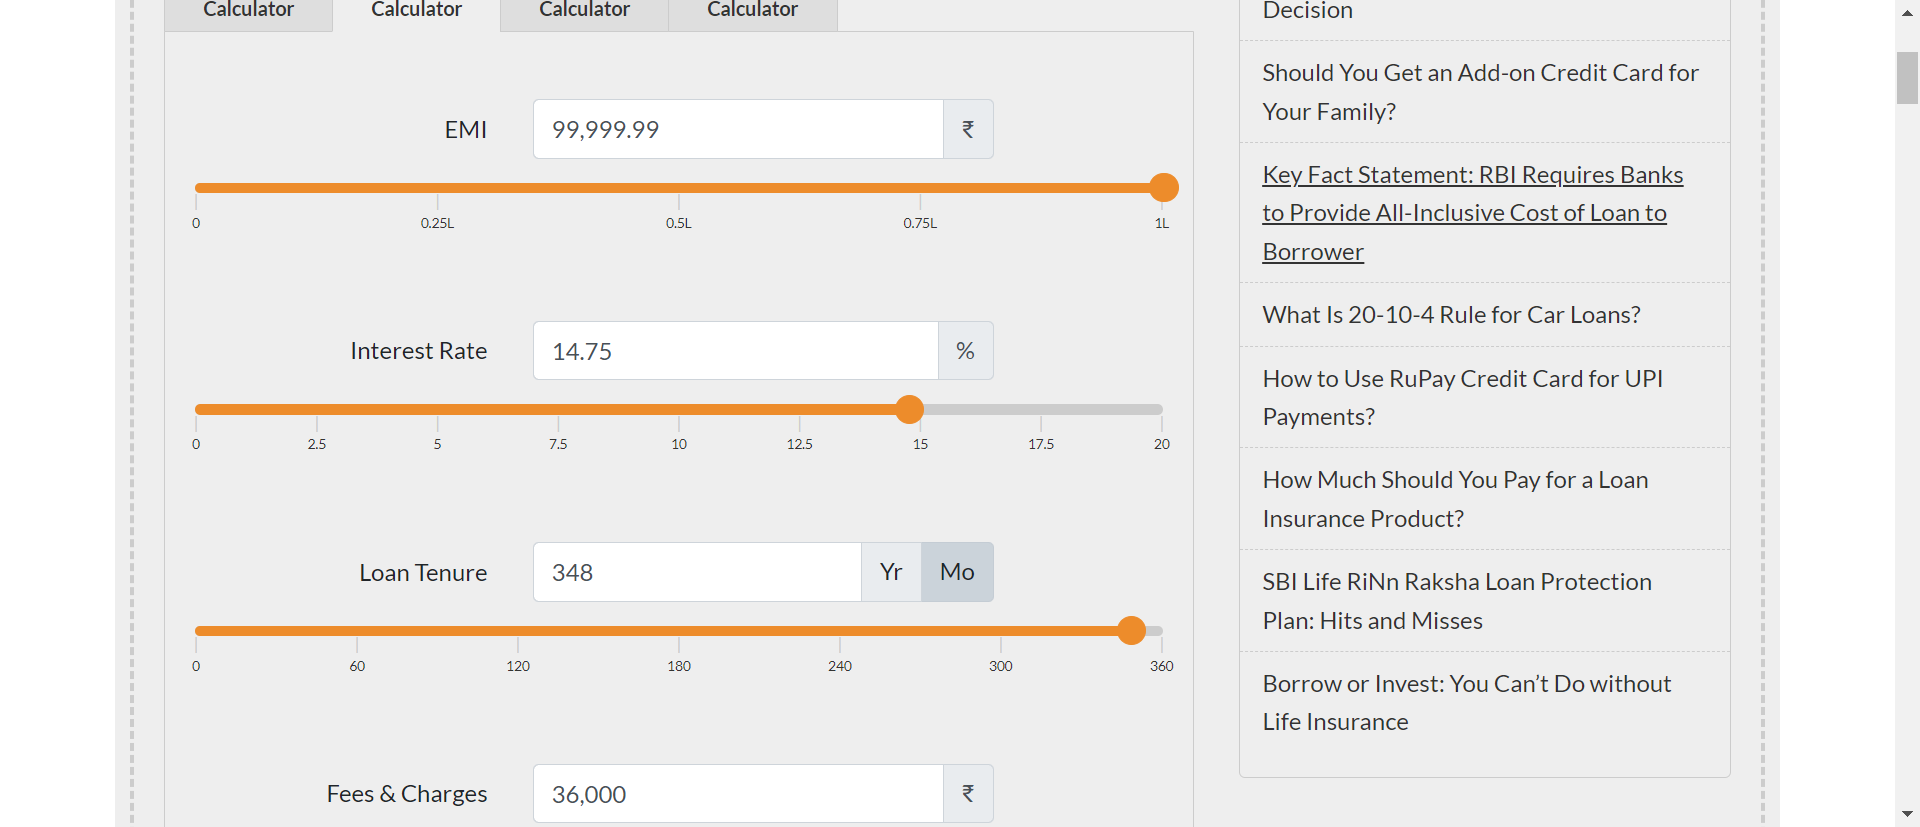 Calculator
Calculator
Calculator
Calculator
EMI
99,999.99
₹
0
0.25L
0.5L
0.75L
1L
Interest Rate
14.75
%
0
2.5
5
7.5
10
12.5
15
17.5
20
Loan Tenure
348
Yr
Mo
0
60
120
180
240
300
360
Fees & Charges
36,000
₹
Decision
Should You Get an Add-on Credit Card for
Your Family?
Key Fact Statement: RBI Requires Banks
to Provide All-Inclusive Cost of Loan to
Borrower
What Is 20-10-4 Rule for Car Loans?
How to Use RuPay Credit Card for UPI
Payments?
How Much Should You Pay for a Loan
Insurance Product?
SBI Life RiNn Raksha Loan Protection
Plan: Hits and Misses
Borrow or Invest: You Can’t Do without
Life Insurance